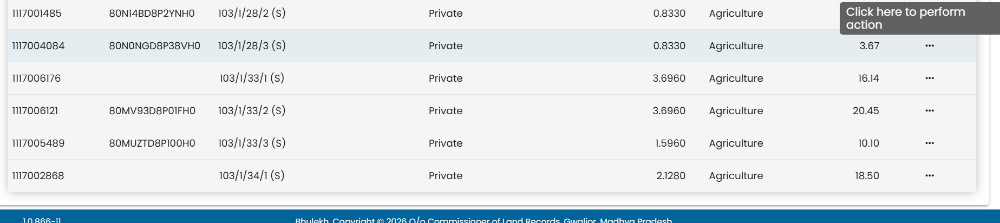 1117001485 80N14BD8P2YNH0 103/1/28/2 (S) Private 0.8330 Agriculture
Click here to perform
action
1117004084 80N0NGD8P38VH0 103/1/28/3 (S) Private 0.8330 Agriculture 3.67 •••
1117006176 103/1/33/1 (S) Private 3.6960 Agriculture 16.14 •••
1117006121 80MV93D8P01FH0 103/1/33/2 (S) Private 3.6960 Agriculture 20.45 •••
1117005489 80MUZTD8P100H0 103/1/33/3 (S) Private 1.5960 Agriculture 10.10 •••
1117002868 103/1/34/1 (S) Private 2.1280 Agriculture 18.50 •••
1.0.866-11 Bhulekh, Copyright © 2026 O/o Commissioner of Land Records, Gwalior, Madhya Pradesh